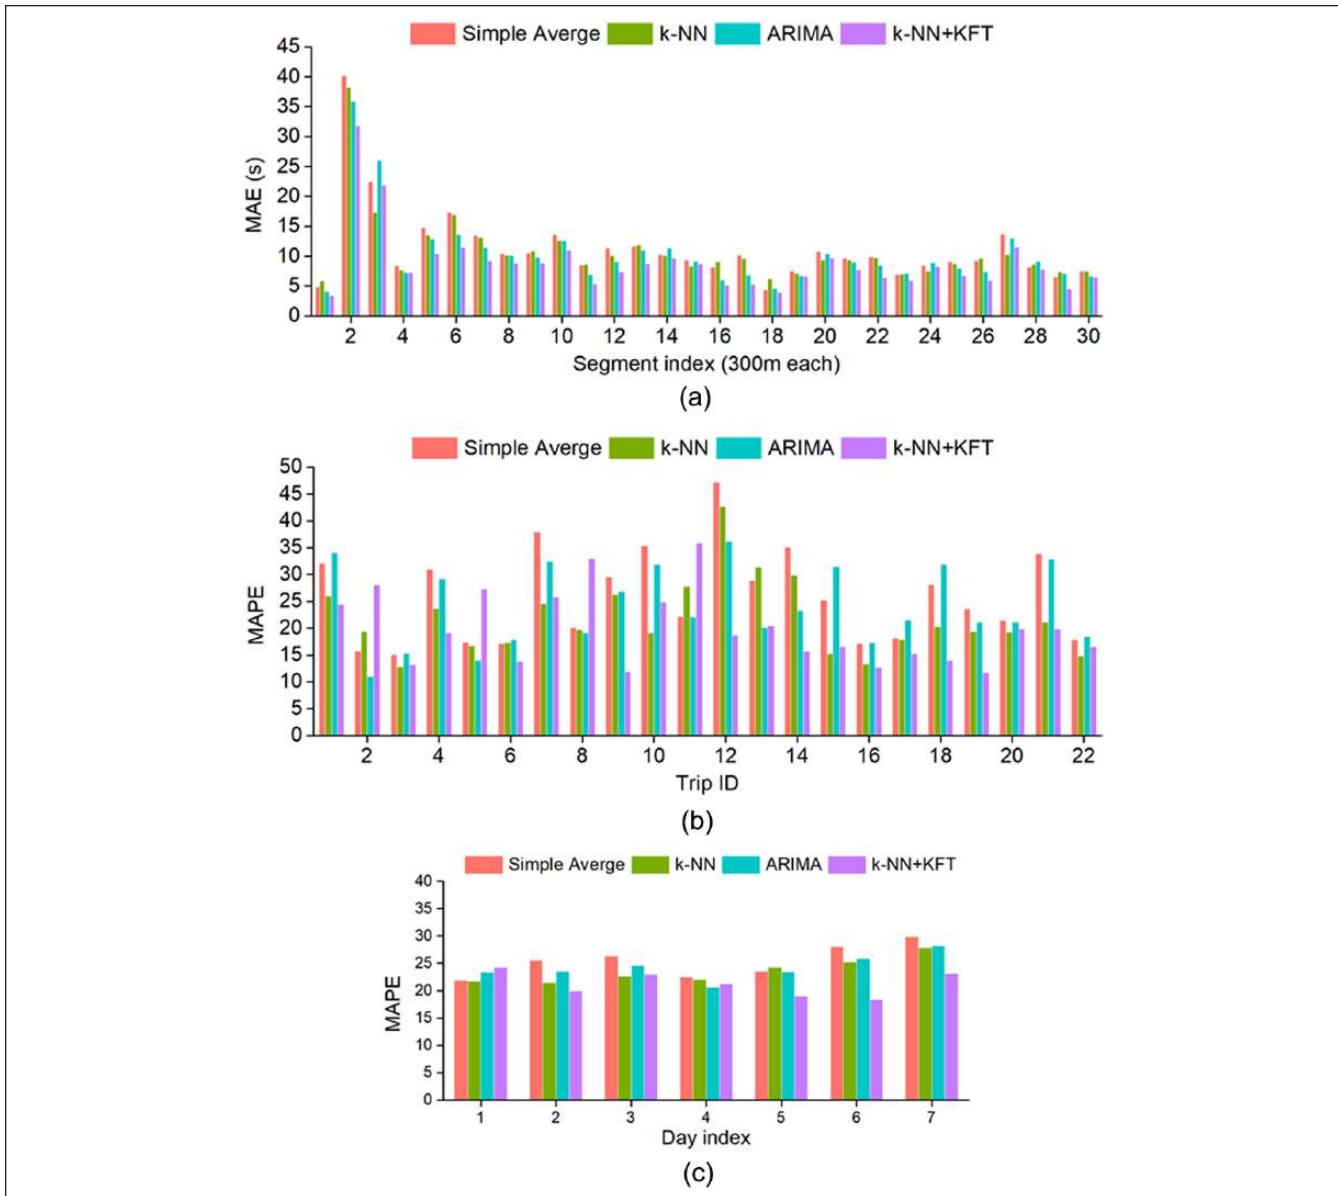 Simple Averge k-NN ARIMA k-NN+KFT
45
40
35
30
25
20
15
10
5
0
MAE (s)
2 4 6 8 10 12 14 16 18 20 22 24 26 28 30
Segment index (300m each)
(a)
Simple Averge k-NN ARIMA k-NN+KFT
50
45
40
35
30
25
20
15
10
5
0
MAPE
2 4 6 8 10 12 14 16 18 20 22
Trip ID
(b)
Simple Averge k-NN ARIMA k-NN+KFT
40
35
30
25
20
15
10
5
0
MAPE
1 2 3 4 5 6 7
Day index
(c)